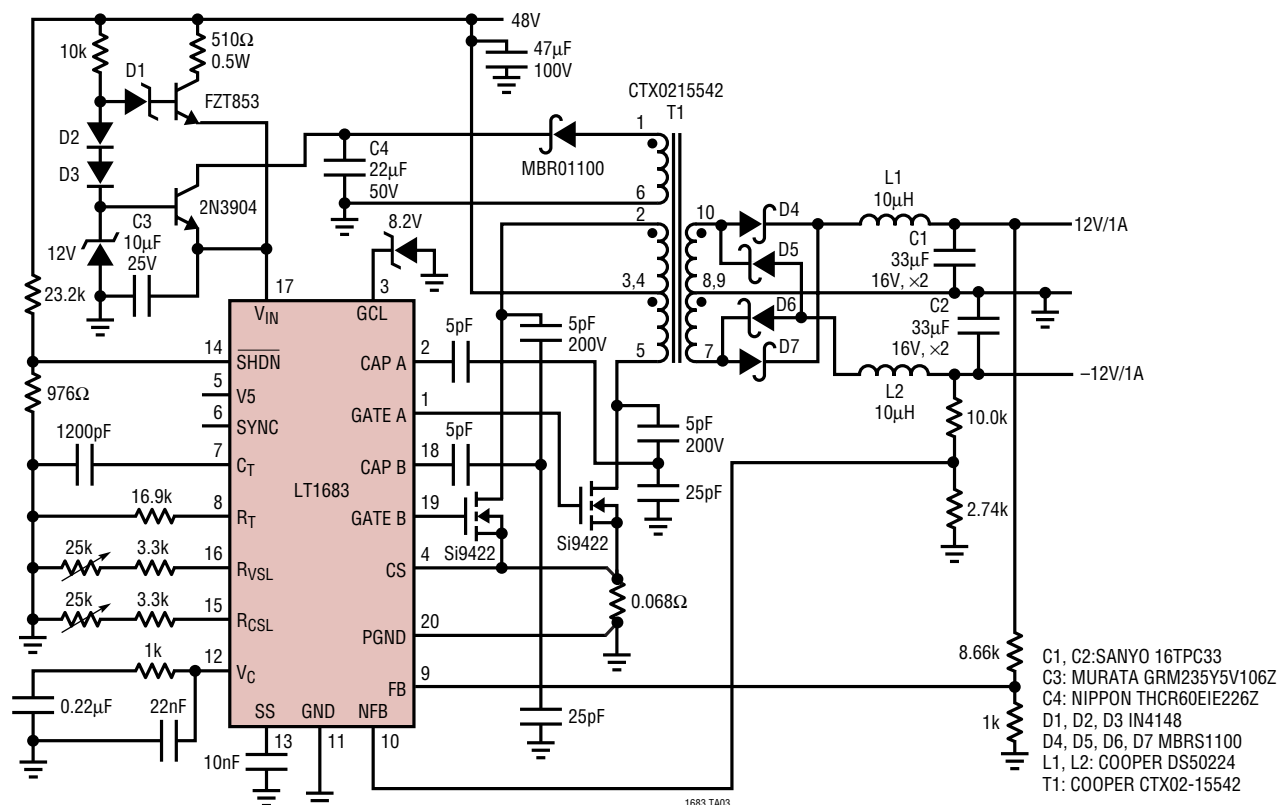 48V
10k
510Ω
0.5W
47µF
100V
D1
FZT853
CTX0215542
T1
D2
D3
MBR01100
1
C4
22µF
50V
6
2N3904
C3
10µF
25V
12V
8.2V
2
10
D4
L1
10µH
12V/1A
D5
C1
33µF
16V, ×2
23.2k
17
3
3,4
8,9
VIN
GCL
5pF
200V
5pF
D6
C2
33µF
16V, ×2
14
SHDN
CAP A
2
5
7
D7
976Ω
5
V5
−12V/1A
L2
10µH
6
SYNC
GATE A
1
5pF
200V
10.0k
1200pF
7
CT
5pF
CAP B
18
LT1683
25pF
16.9k
8
RT
GATE B
19
2.74k
Si9422
Si9422
25k
3.3k
16
RVSL
CS
4
25k
3.3k
15
RCSL
0.068Ω
PGND
20
1k
12
VC
8.66k
FB
9
0.22µF
22nF
SS
GND
NFB
25pF
1k
13
11
10
10nF
C1, C2:SANYO 16TPC33
C3: MURATA GRM235Y5V106Z
C4: NIPPON THCR60EIE226Z
D1, D2, D3 IN4148
D4, D5, D6, D7 MBRS1100
L1, L2: COOPER DS50224
T1: COOPER CTX02-15542
1683 TA03